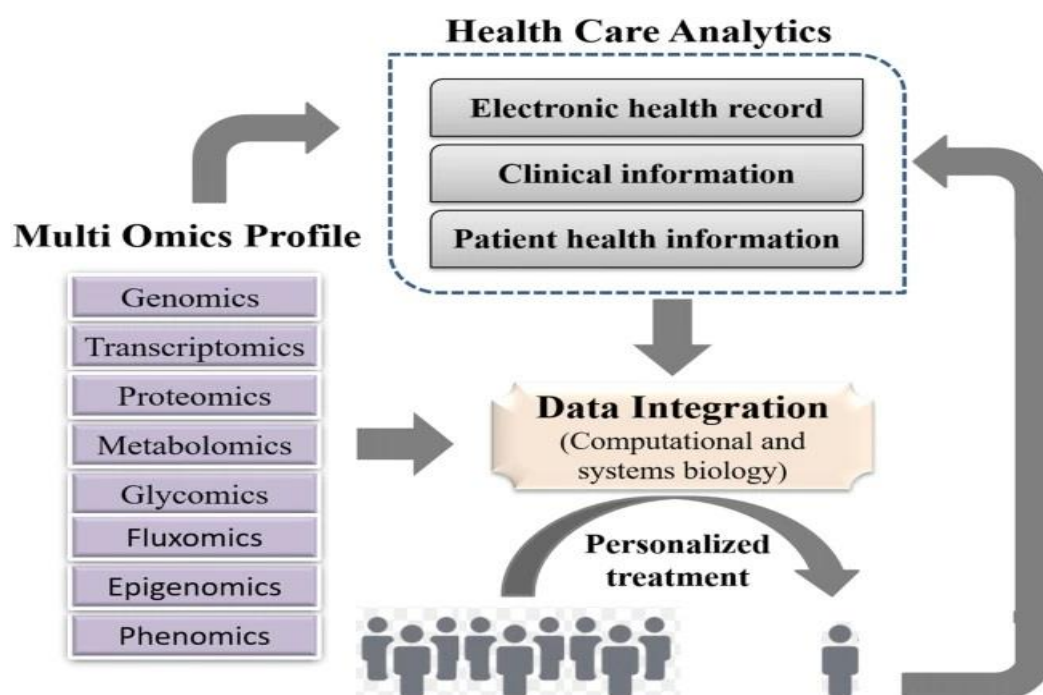 Health Care Analytics
Electronic health record
Clinical information
Patient health information
Multi Omics Profile
Genomics
Transcriptomics
Proteomics
Metabolomics
Glycomics
Fluxomics
Epigenomics
Phenomics
Data Integration
(Computational and
systems biology)
Personalized
treatment